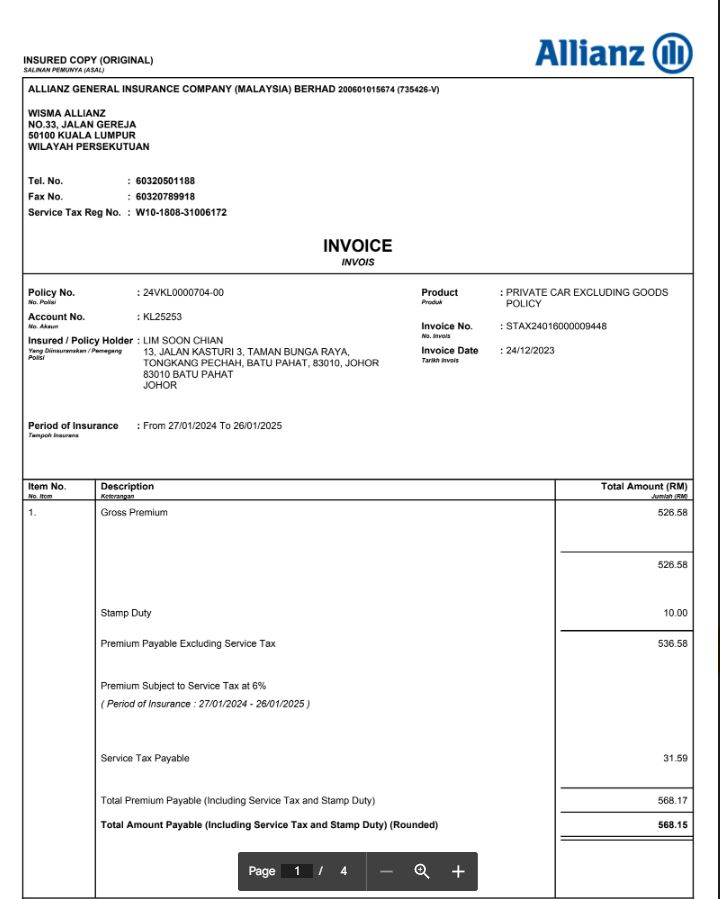 INSURED COPY (ORIGINAL)
SALINAN PEMUNYA (ASAL)
Allianz
ALLIANZ GENERAL INSURANCE COMPANY (MALAYSIA) BERHAD 200601015674 (735426-V)
WISMA ALLIANZ
NO.33, JALAN GEREJA
50100 KUALA LUMPUR
WILAYAH PERSEKUTUAN
Tel. No. : 60320501188
Fax No. : 60320789918
Service Tax Reg No. : W10-1808-31006172
INVOICE
INVOIS
Policy No. : 24VKL0000704-00
No. Polisi
Account No. : KL25253
No. Akaun
Insured / Policy Holder : LIM SOON CHIAN
Yang Diinsuranskan / Pemegang Polisi
13, JALAN KASTURI 3, TAMAN BUNGA RAYA,
TONGKANG PECHAH, BATU PAHAT, 83010, JOHOR
83010 BATU PAHAT
JOHOR
Product : PRIVATE CAR EXCLUDING GOODS
Produk
POLICY
Invoice No. : STAX24016000009448
No. Invois
Invoice Date : 24/12/2023
Tarikh Invois
Period of Insurance : From 27/01/2024 To 26/01/2025
Tempoh Insurans
Item No. Description Total Amount (RM)
No. Item Keterangan Jumlah (RM)
1. Gross Premium 526.58
526.58
Stamp Duty 10.00
Premium Payable Excluding Service Tax 536.58
Premium Subject to Service Tax at 6%
( Period of Insurance : 27/01/2024 - 26/01/2025 )
Service Tax Payable 31.59
Total Premium Payable (Including Service Tax and Stamp Duty) 568.17
Total Amount Payable (Including Service Tax and Stamp Duty) (Rounded) 568.15
Page 1 / 4